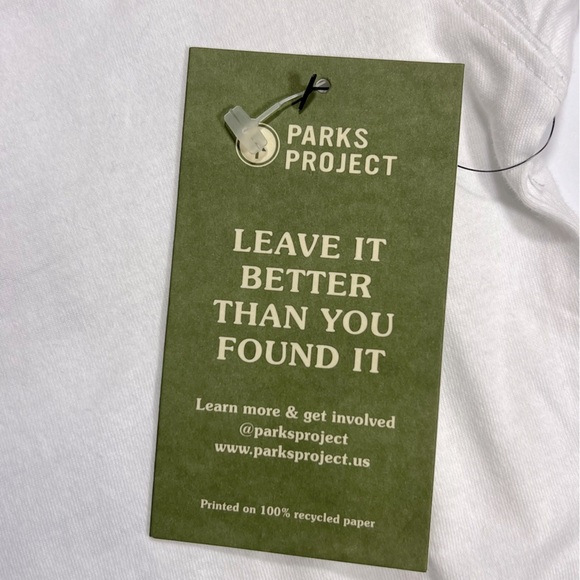 PARKS
PROJECT
LEAVE IT
BETTER
THAN YOU
FOUND IT
Learn more & get involved
@parksproject
www.parksproject.us
Printed on 100% recycled paper